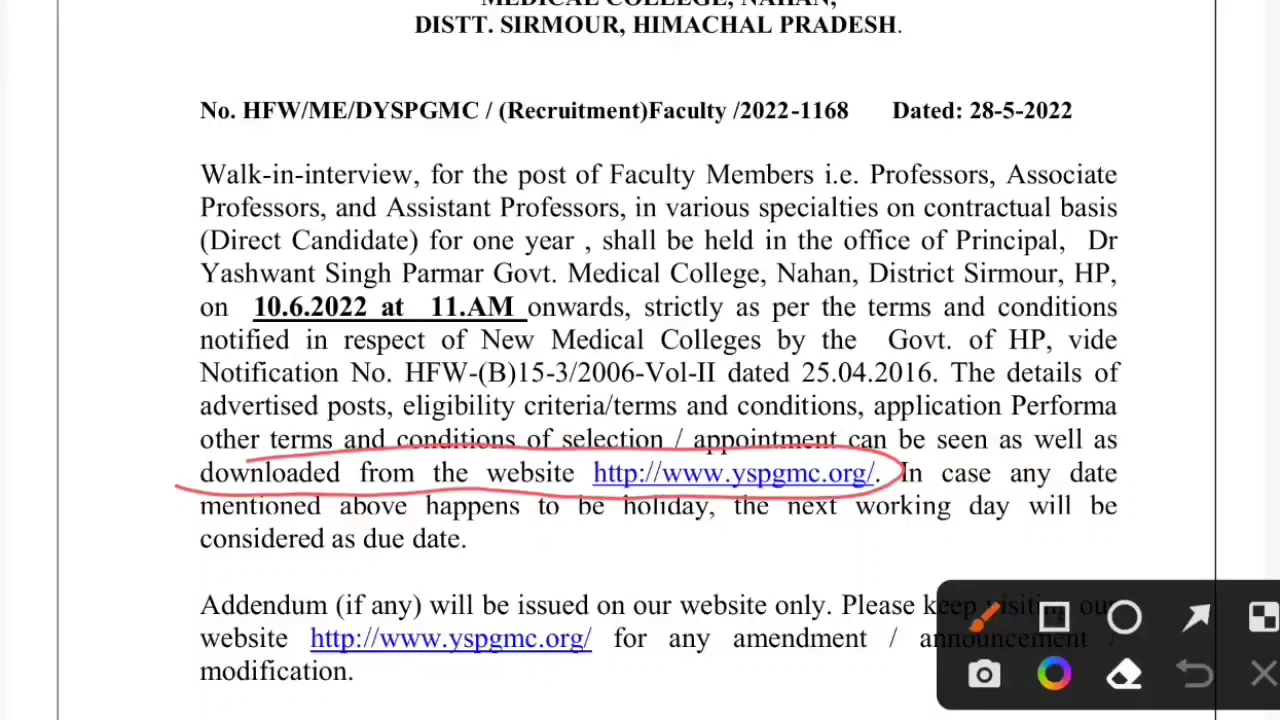 MEDICAL COLLEGE, NAHAN,
DISTT. SIRMOUR, HIMACHAL PRADESH.
No. HFW/ME/DYSPGMC / (Recruitment)Faculty /2022-1168 Dated: 28-5-2022
Walk-in-interview, for the post of Faculty Members i.e. Professors, Associate
Professors, and Assistant Professors, in various specialties on contractual basis
(Direct Candidate) for one year , shall be held in the office of Principal, Dr
Yashwant Singh Parmar Govt. Medical College, Nahan, District Sirmour, HP,
on 10.6.2022 at 11.AM onwards, strictly as per the terms and conditions
notified in respect of New Medical Colleges by the Govt. of HP, vide
Notification No. HFW-(B)15-3/2006-Vol-II dated 25.04.2016. The details of
advertised posts, eligibility criteria/terms and conditions, application Performa
other terms and conditions of selection / appointment can be seen as well as
downloaded from the website http://www.yspgmc.org/. In case any date
mentioned above happens to be holiday, the next working day will be
considered as due date.
Addendum (if any) will be issued on our website only. Please keep visiting our
website http://www.yspgmc.org/ for any amendment / announcement /
modification.